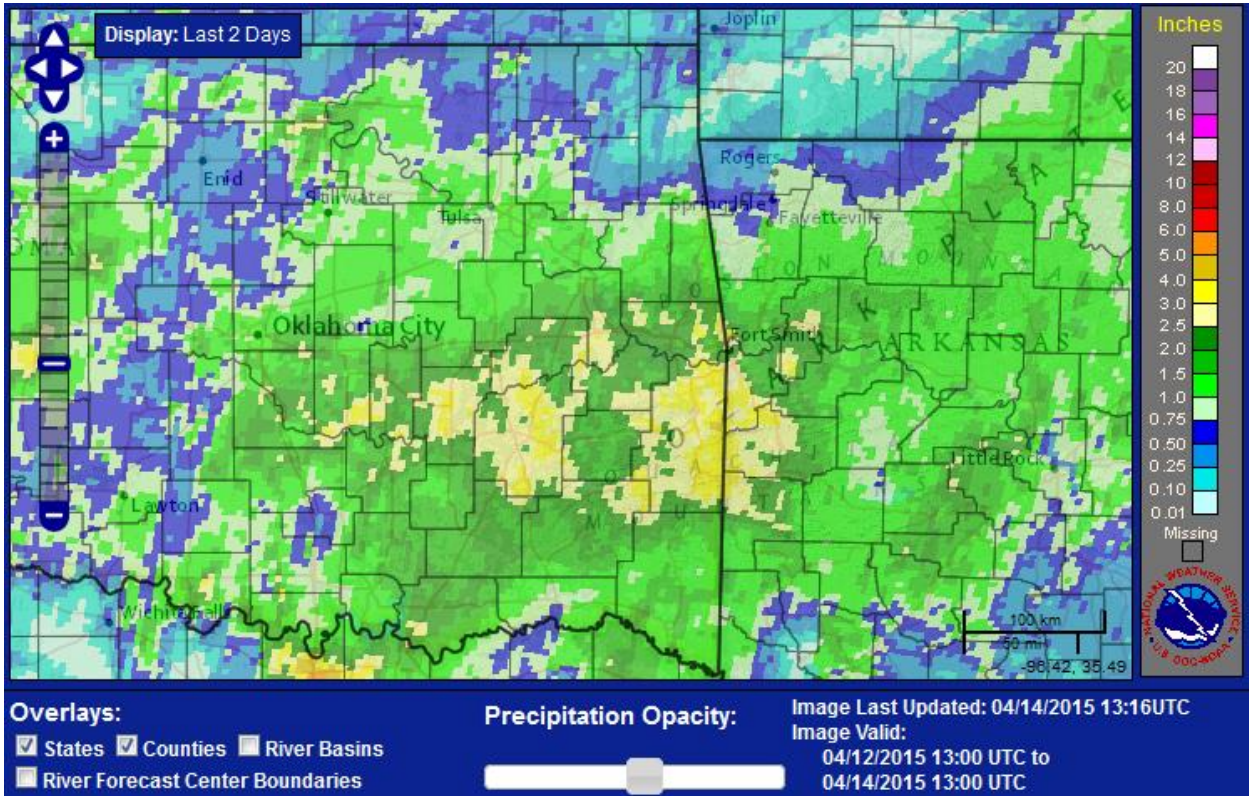 Display: Last 2 Days
Joplin
Rogers
Enid
Stillwater
Springdale
Tulsa
Fayetteville
OMA
Oklahoma City
Fort Smith
ARKANSAS
Little Rock
Lawton
Wichita Falls
100 km
50 mi
-98.42, 35.49
Inches
20
18
16
14
12
10
8.0
6.0
5.0
4.0
3.0
2.5
2.0
1.5
1.0
0.75
0.50
0.25
0.10
0.01
Missing
NATIONAL WEATHER SERVICE
U.S. DOC-NOAA
Overlays:
States Counties River Basins
River Forecast Center Boundaries
Precipitation Opacity:
Image Last Updated: 04/14/2015 13:16UTC
Image Valid:
04/12/2015 13:00 UTC to
04/14/2015 13:00 UTC